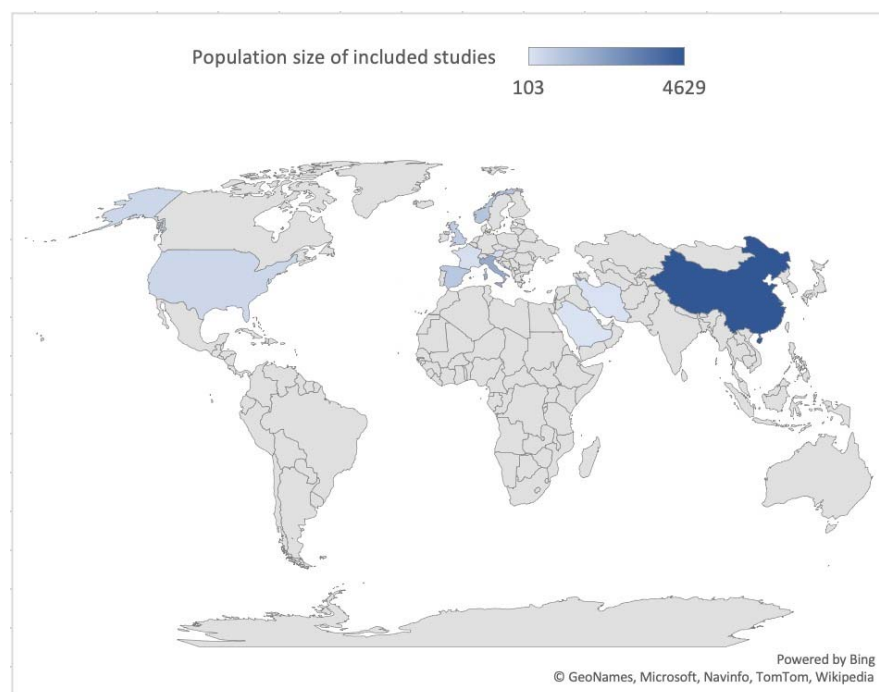 Population size of included studies
103 4629
Powered by Bing
© GeoNames, Microsoft, Navinfo, TomTom, Wikipedia